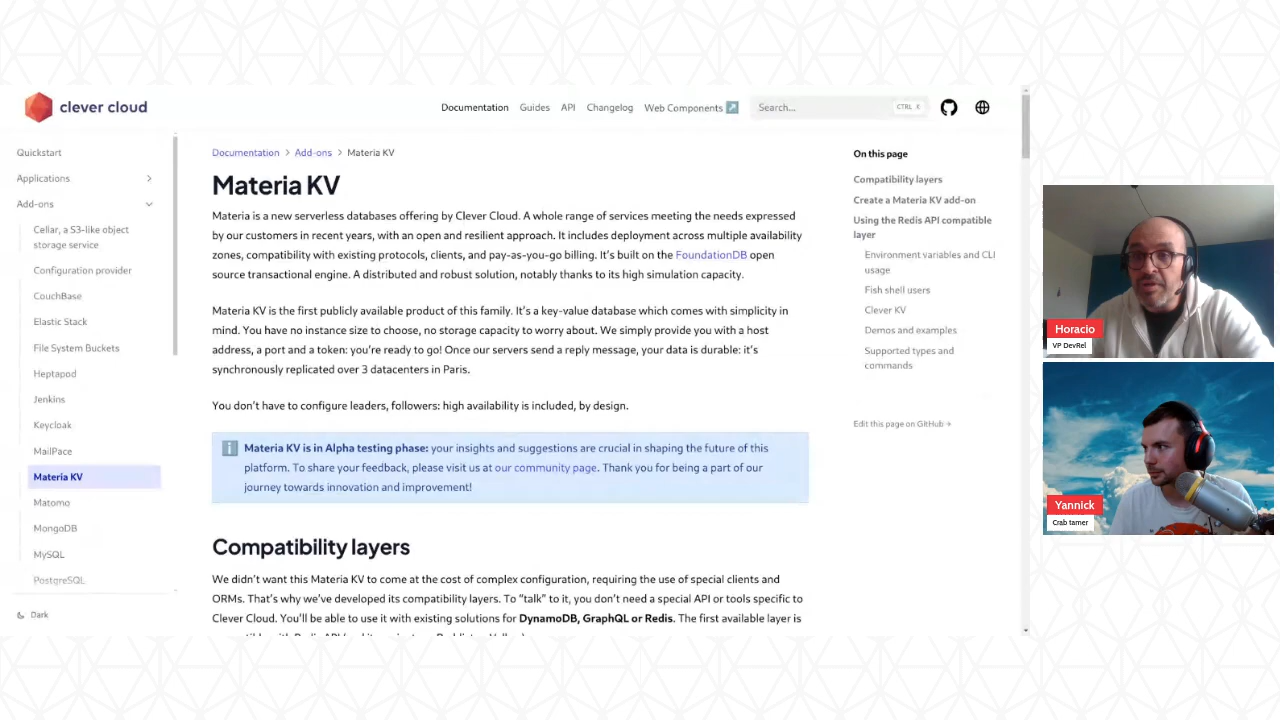 clever cloud
Documentation Guides API Changelog Web Components Search... CTRL K
Quickstart
Applications
Add-ons
Cellar, a S3-like object
storage service
Configuration provider
CouchBase
Elastic Stack
File System Buckets
Heptapod
Jenkins
Keycloak
MailPace
Materia KV
Matomo
MongoDB
MySQL
PostgreSQL
Dark
Documentation > Add-ons > Materia KV
Materia KV
Materia is a new serverless databases offering by Clever Cloud. A whole range of services meeting the needs expressed
by our customers in recent years, with an open and resilient approach. It includes deployment across multiple availability
zones, compatibility with existing protocols, clients, and pay-as-you-go billing. It's built on the FoundationDB open
source transactional engine. A distributed and robust solution, notably thanks to its high simulation capacity.
Materia KV is the first publicly available product of this family. It's a key-value database which comes with simplicity in
mind. You have no instance size to choose, no storage capacity to worry about. We simply provide you with a host
address, a port and a token: you're ready to go! Once our servers send a reply message, your data is durable: it's
synchronously replicated over 3 datacenters in Paris.
You don't have to configure leaders, followers: high availability is included, by design.
Materia KV is in Alpha testing phase: your insights and suggestions are crucial in shaping the future of this
platform. To share your feedback, please visit us at our community page. Thank you for being a part of our
journey towards innovation and improvement!
Compatibility layers
We didn't want this Materia KV to come at the cost of complex configuration, requiring the use of special clients and
ORMs. That's why we've developed its compatibility layers. To "talk" to it, you don't need a special API or tools specific to
Clever Cloud. You'll be able to use it with existing solutions for DynamoDB, GraphQL or Redis. The first available layer is
On this page
Compatibility layers
Create a Materia KV add-on
Using the Redis API compatible
layer
Environment variables and CLI
usage
Fish shell users
Clever KV
Demos and examples
Supported types and
commands
Edit this page on GitHub →
Horacio
VP DevRel
Yannick
Crab tamer